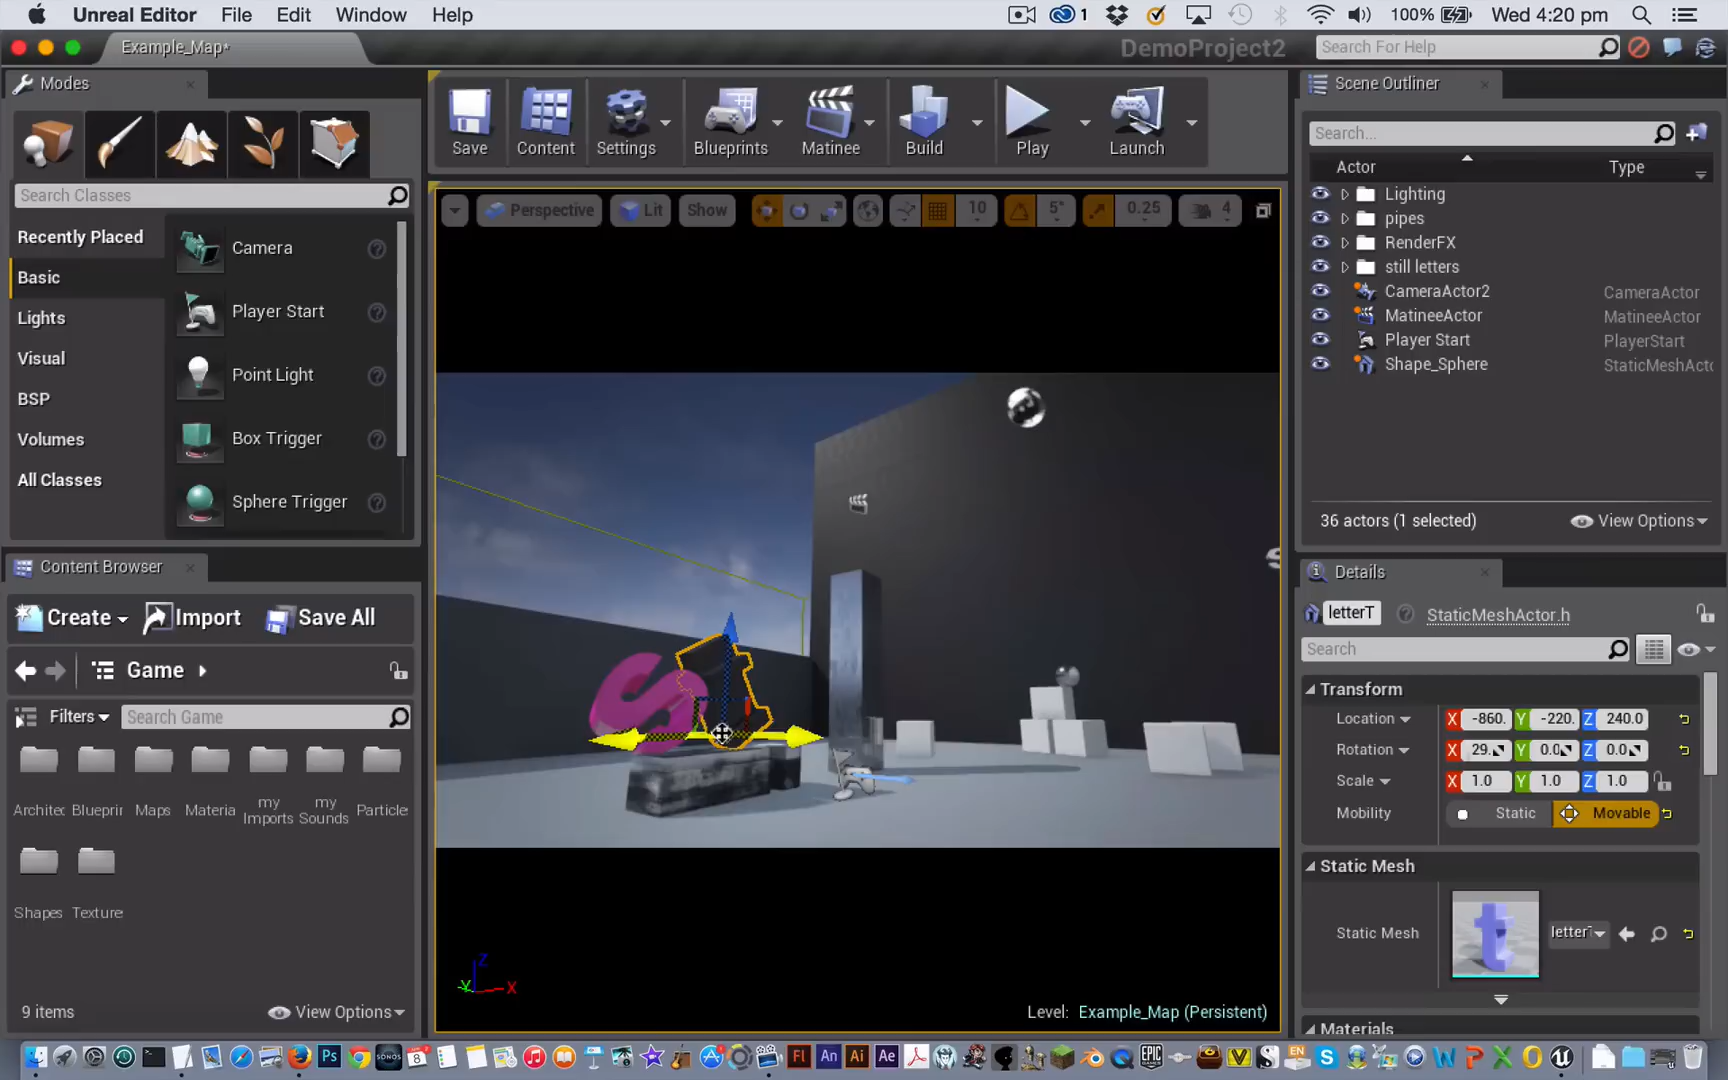 Unreal Editor File Edit Window Help
1 100% Wed 4:20 pm
Example_Map*
DemoProject2
Search For Help
Modes
Search Classes
Recently Placed
Basic
Lights
Visual
BSP
Volumes
All Classes
Camera
Player Start
Point Light
Box Trigger
Sphere Trigger
Save
Content
Settings
Blueprints
Matinee
Build
Play
Launch
Perspective Lit Show 10 5° 0.25 4
Level: Example_Map (Persistent)
Z
Y
X
Content Browser
Create Import Save All
Game
Filters Search Game
Architec Blueprin Maps Materia my Imports my Sounds Particle
Shapes Texture
9 items View Options
Scene Outliner
Search...
Actor Type
Lighting
pipes
RenderFX
still letters
CameraActor2 CameraActor
MatineeActor MatineeActor
Player Start PlayerStart
Shape_Sphere StaticMeshActo
36 actors (1 selected) View Options
Details
letterT StaticMeshActor.h
Search
Transform
Location X -860. Y -220. Z 240.0
Rotation X 29. Y 0.0 Z 0.0
Scale X 1.0 Y 1.0 Z 1.0
Mobility Static Movable
Static Mesh
Static Mesh letterT
Materials